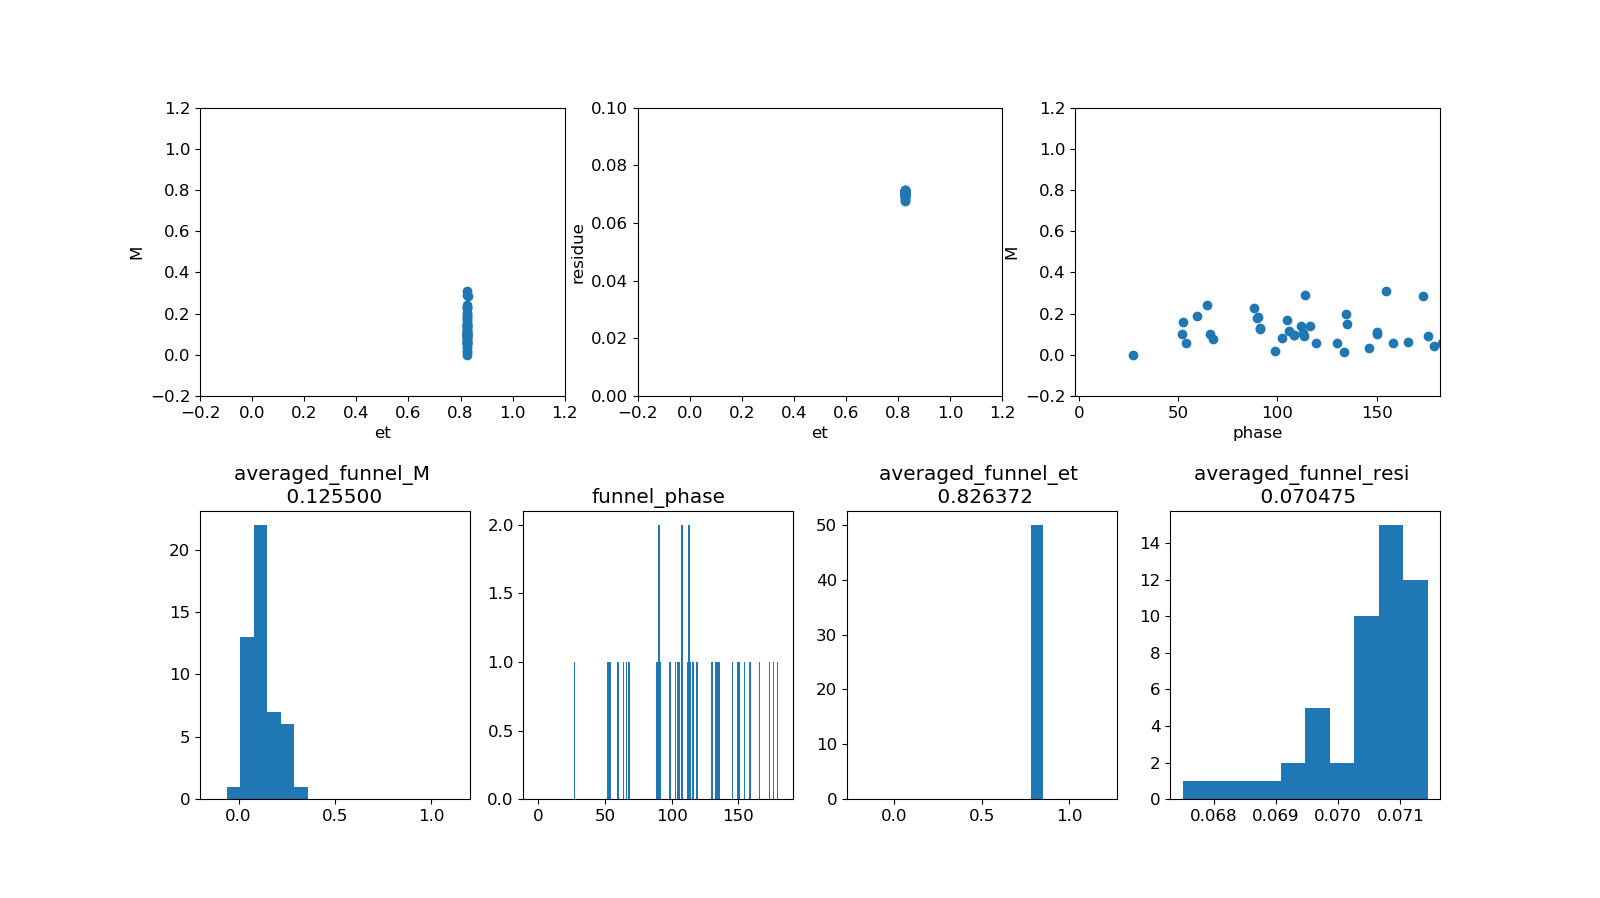 1.2
1.0
0.8
0.6
0.4
0.2
0.0
−0.2
M
−0.2 0.0 0.2 0.4 0.6 0.8 1.0 1.2
et
0.10
0.08
0.06
0.04
0.02
0.00
residue
−0.2 0.0 0.2 0.4 0.6 0.8 1.0 1.2
et
1.2
1.0
0.8
0.6
0.4
0.2
0.0
−0.2
M
0 50 100 150
phase
averaged_funnel_M
0.125500
20
15
10
5
0
0.0 0.5 1.0
funnel_phase
2.0
1.5
1.0
0.5
0.0
0 50 100 150
averaged_funnel_et
0.826372
50
40
30
20
10
0
0.0 0.5 1.0
averaged_funnel_resi
0.070475
14
12
10
8
6
4
2
0
0.068 0.069 0.070 0.071